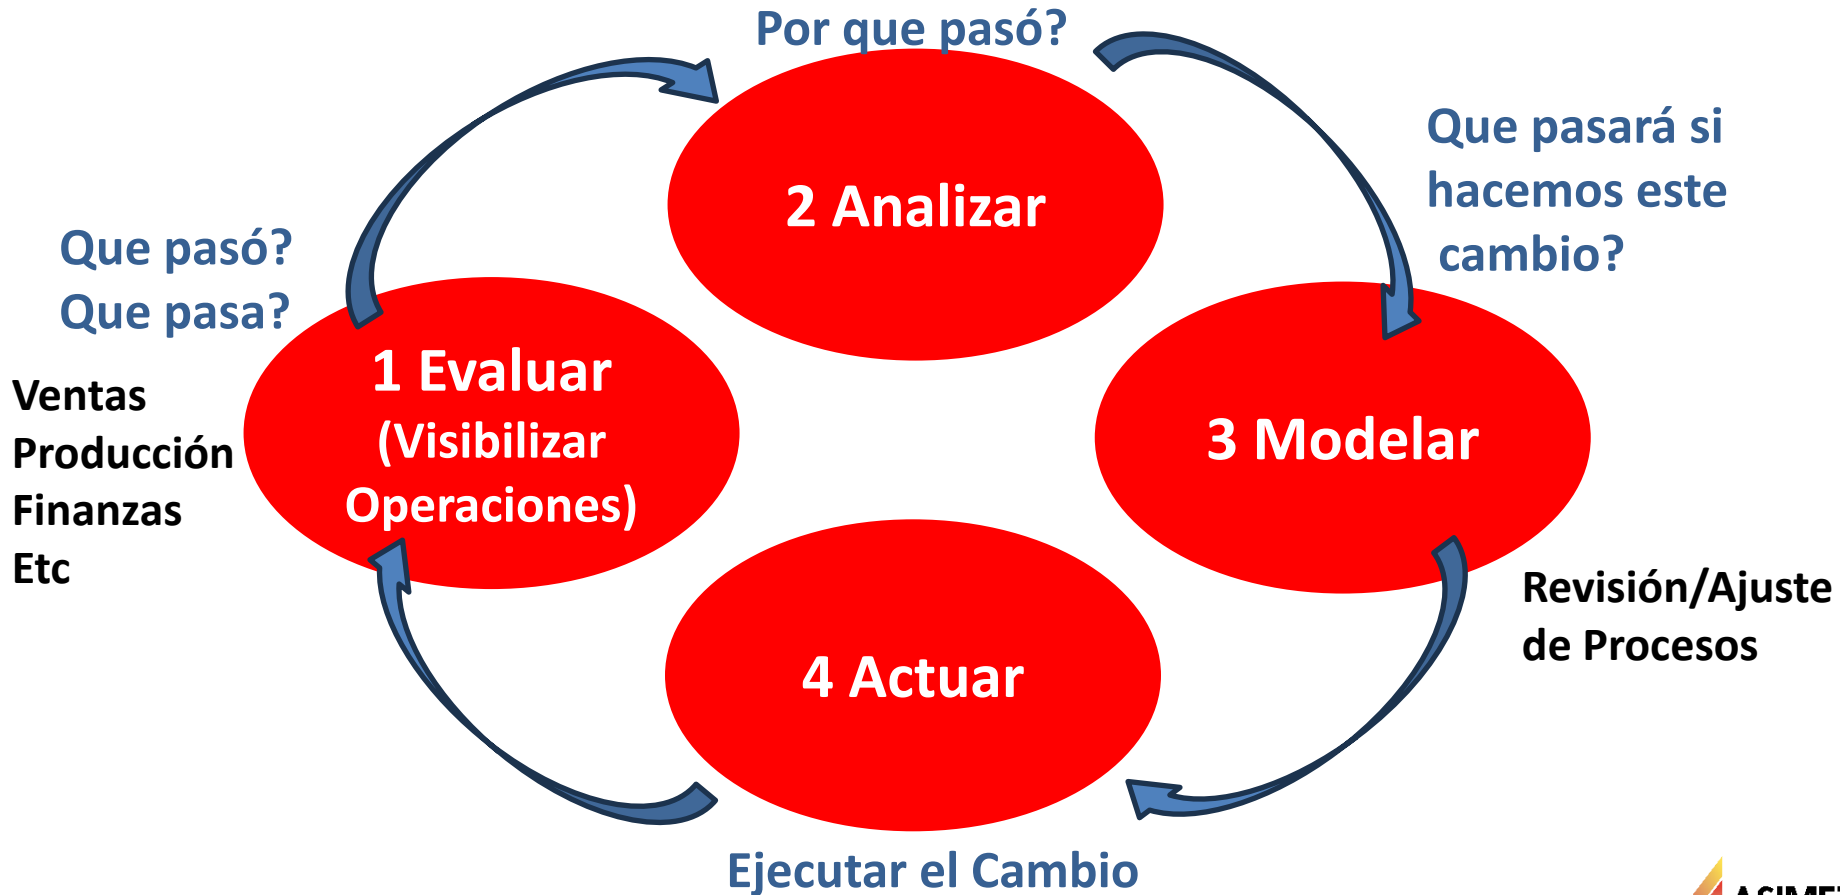 Por que pasó?
2 Analizar
Que pasará si
hacemos este
cambio?
Que pasó?
Que pasa?
1 Evaluar
(Visibilizar
Operaciones)
Ventas
Producción
Finanzas
Etc
3 Modelar
Revisión/Ajuste
de Procesos
4 Actuar
Ejecutar el Cambio